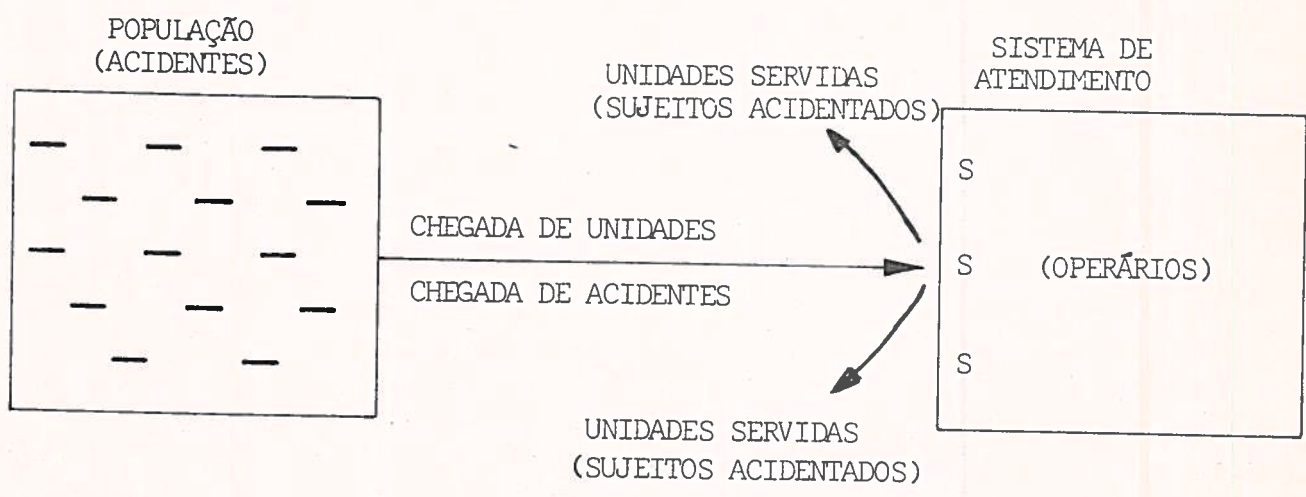 POPULAÇÃO
(ACIDENTES)
UNIDADES SERVIDAS
(SUJEITOS ACIDENTADOS)
SISTEMA DE
ATENDIMENTO
CHEGADA DE UNIDADES
CHEGADA DE ACIDENTES
S
S (OPERÁRIOS)
S
UNIDADES SERVIDAS
(SUJEITOS ACIDENTADOS)